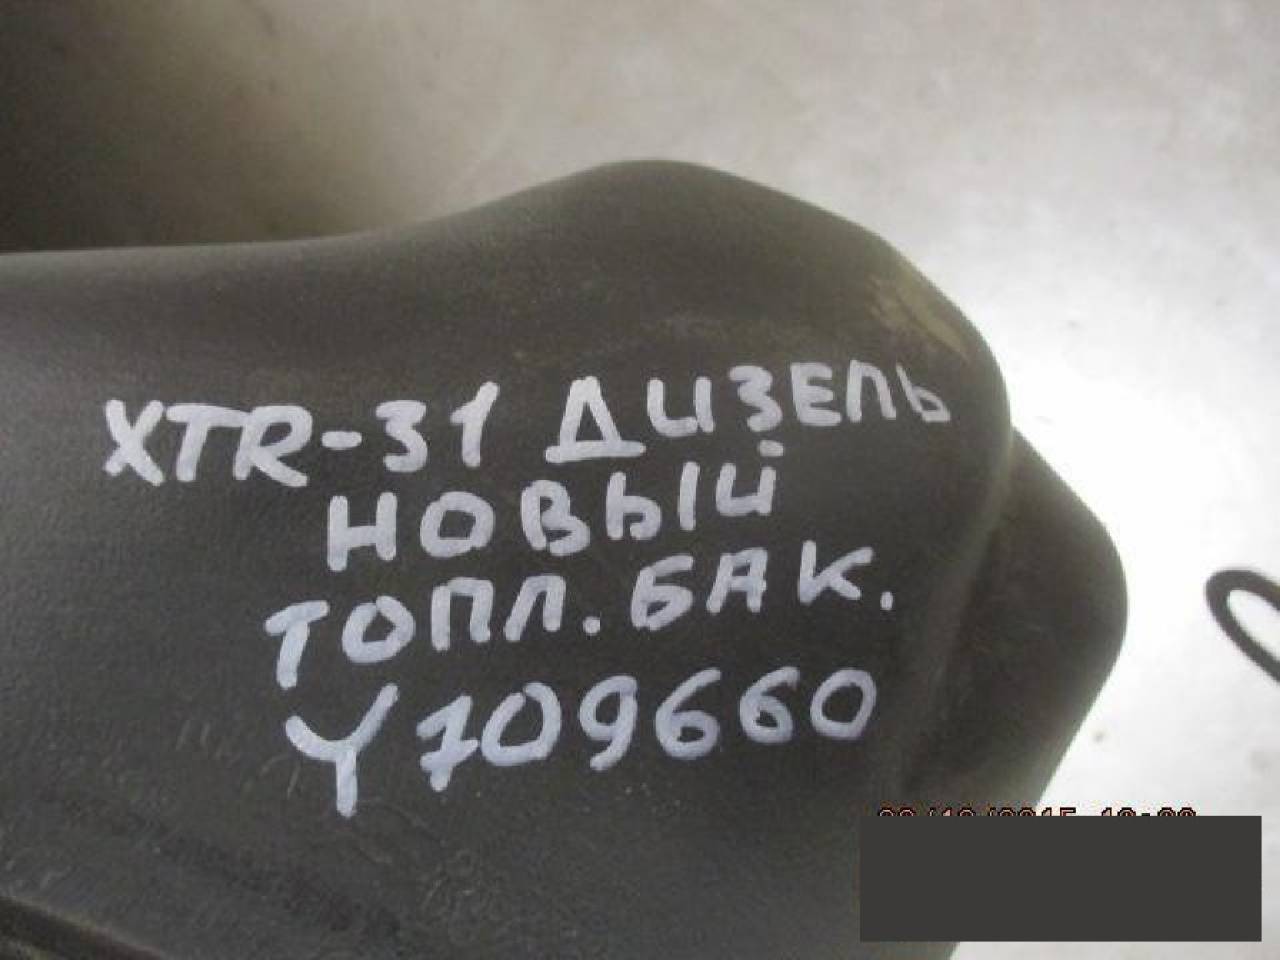 XTR-31 ДИЗЕЛЬ
НОВЫЙ
ТОПЛ. БАК.
Y709660